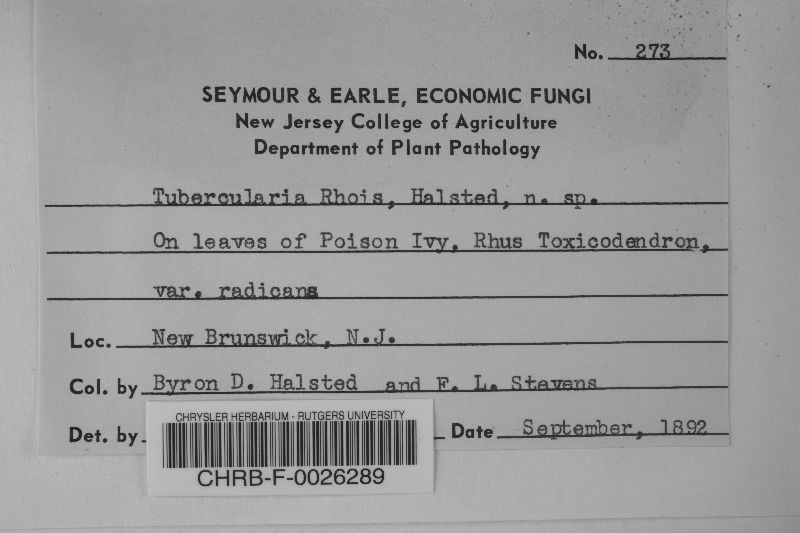 No. 273
SEYMOUR & EARLE, ECONOMIC FUNGI
New Jersey College of Agriculture
Department of Plant Pathology
Tubercularia Rhois, Halsted, n. sp.
On leaves of Poison Ivy, Rhus Toxicodendron,
var. radicans
Loc. New Brunswick, N.J.
Col. by Byron D. Halsted and F. L. Stevens
Det. by Date September, 1892
CHRYSLER HERBARIUM - RUTGERS UNIVERSITY
CHRB-F-0026289